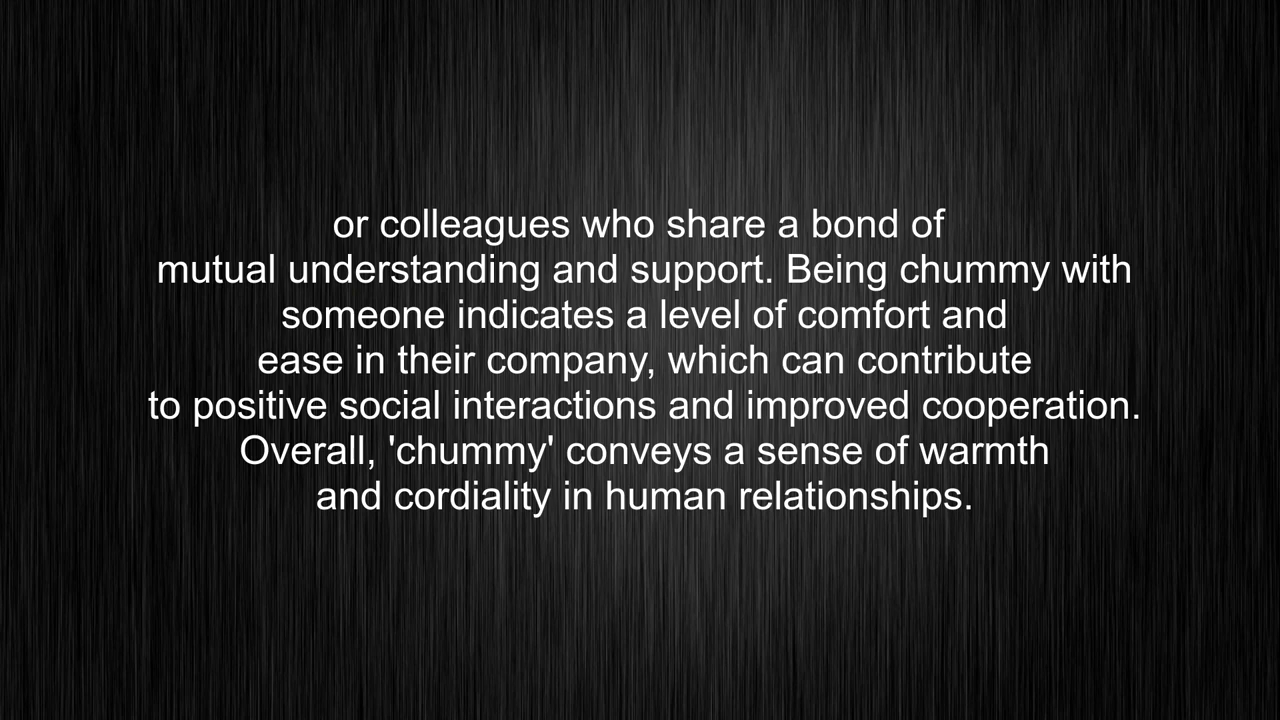 or colleagues who share a bond of
mutual understanding and support. Being chummy with
someone indicates a level of comfort and
ease in their company, which can contribute
to positive social interactions and improved cooperation.
Overall, 'chummy' conveys a sense of warmth
and cordiality in human relationships.